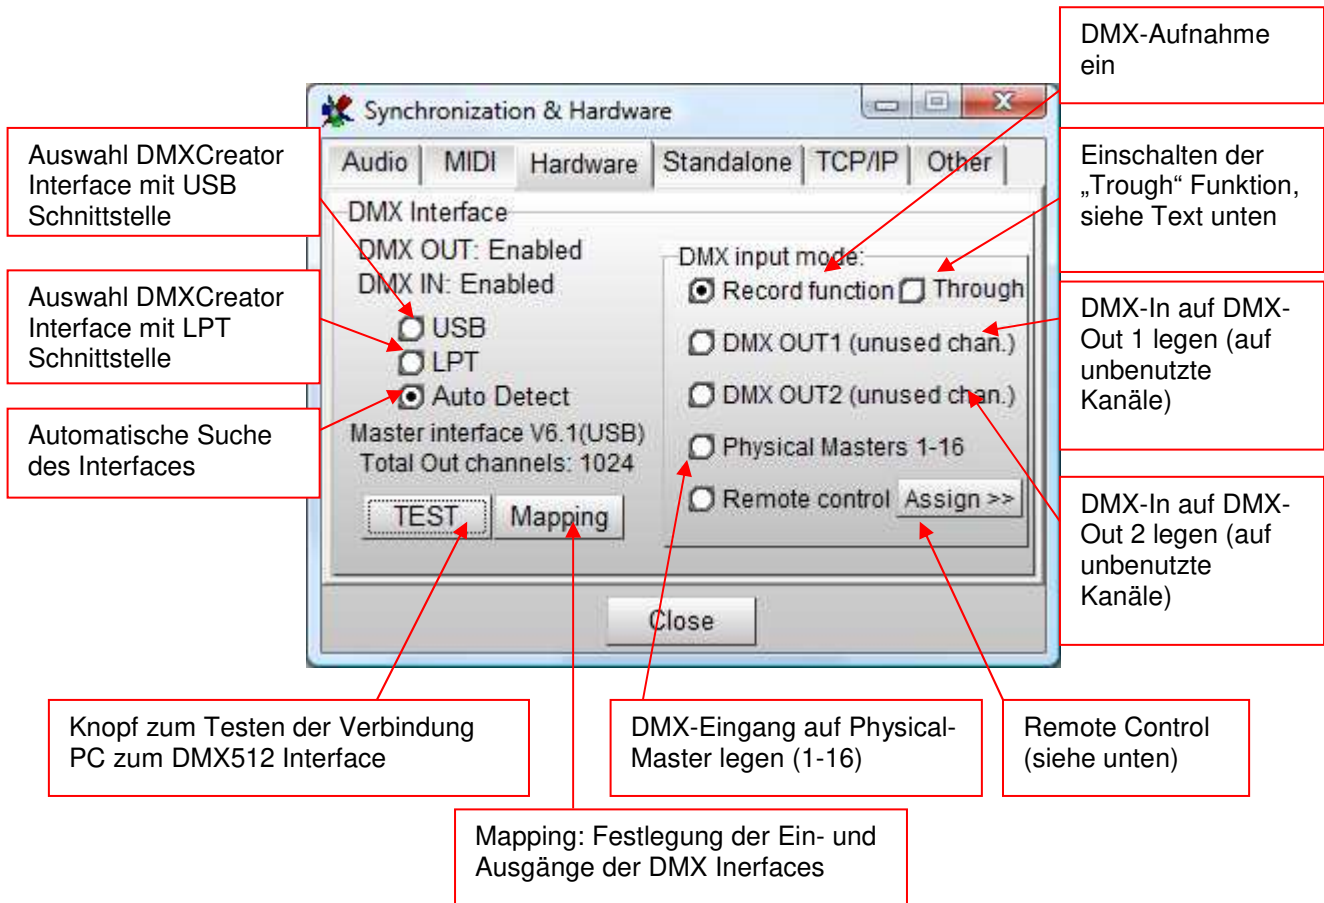 DMX-Aufnahme
ein
Synchronization & Hardware
Auswahl DMXCreator
Interface mit USB
Schnittstelle
Audio MIDI Hardware Standalone TCP/IP Other
Einschalten der
„Trough“ Funktion,
siehe Text unten
DMX Interface
DMX OUT: Enabled
DMX IN: Enabled
USB
LPT
Auto Detect
Master interface V6.1(USB)
Total Out channels: 1024
TEST Mapping
DMX input mode:
Record function Through
DMX OUT1 (unused chan.)
DMX OUT2 (unused chan.)
Physical Masters 1-16
Remote control Assign >>
Close
Auswahl DMXCreator
Interface mit LPT
Schnittstelle
DMX-In auf DMX-
Out 1 legen (auf
unbenutzte
Kanäle)
Automatische Suche
des Interfaces
DMX-In auf DMX-
Out 2 legen (auf
unbenutzte
Kanäle)
Knopf zum Testen der Verbindung
PC zum DMX512 Interface
DMX-Eingang auf Physical-
Master legen (1-16)
Remote Control
(siehe unten)
Mapping: Festlegung der Ein- und
Ausgänge der DMX Inerfaces